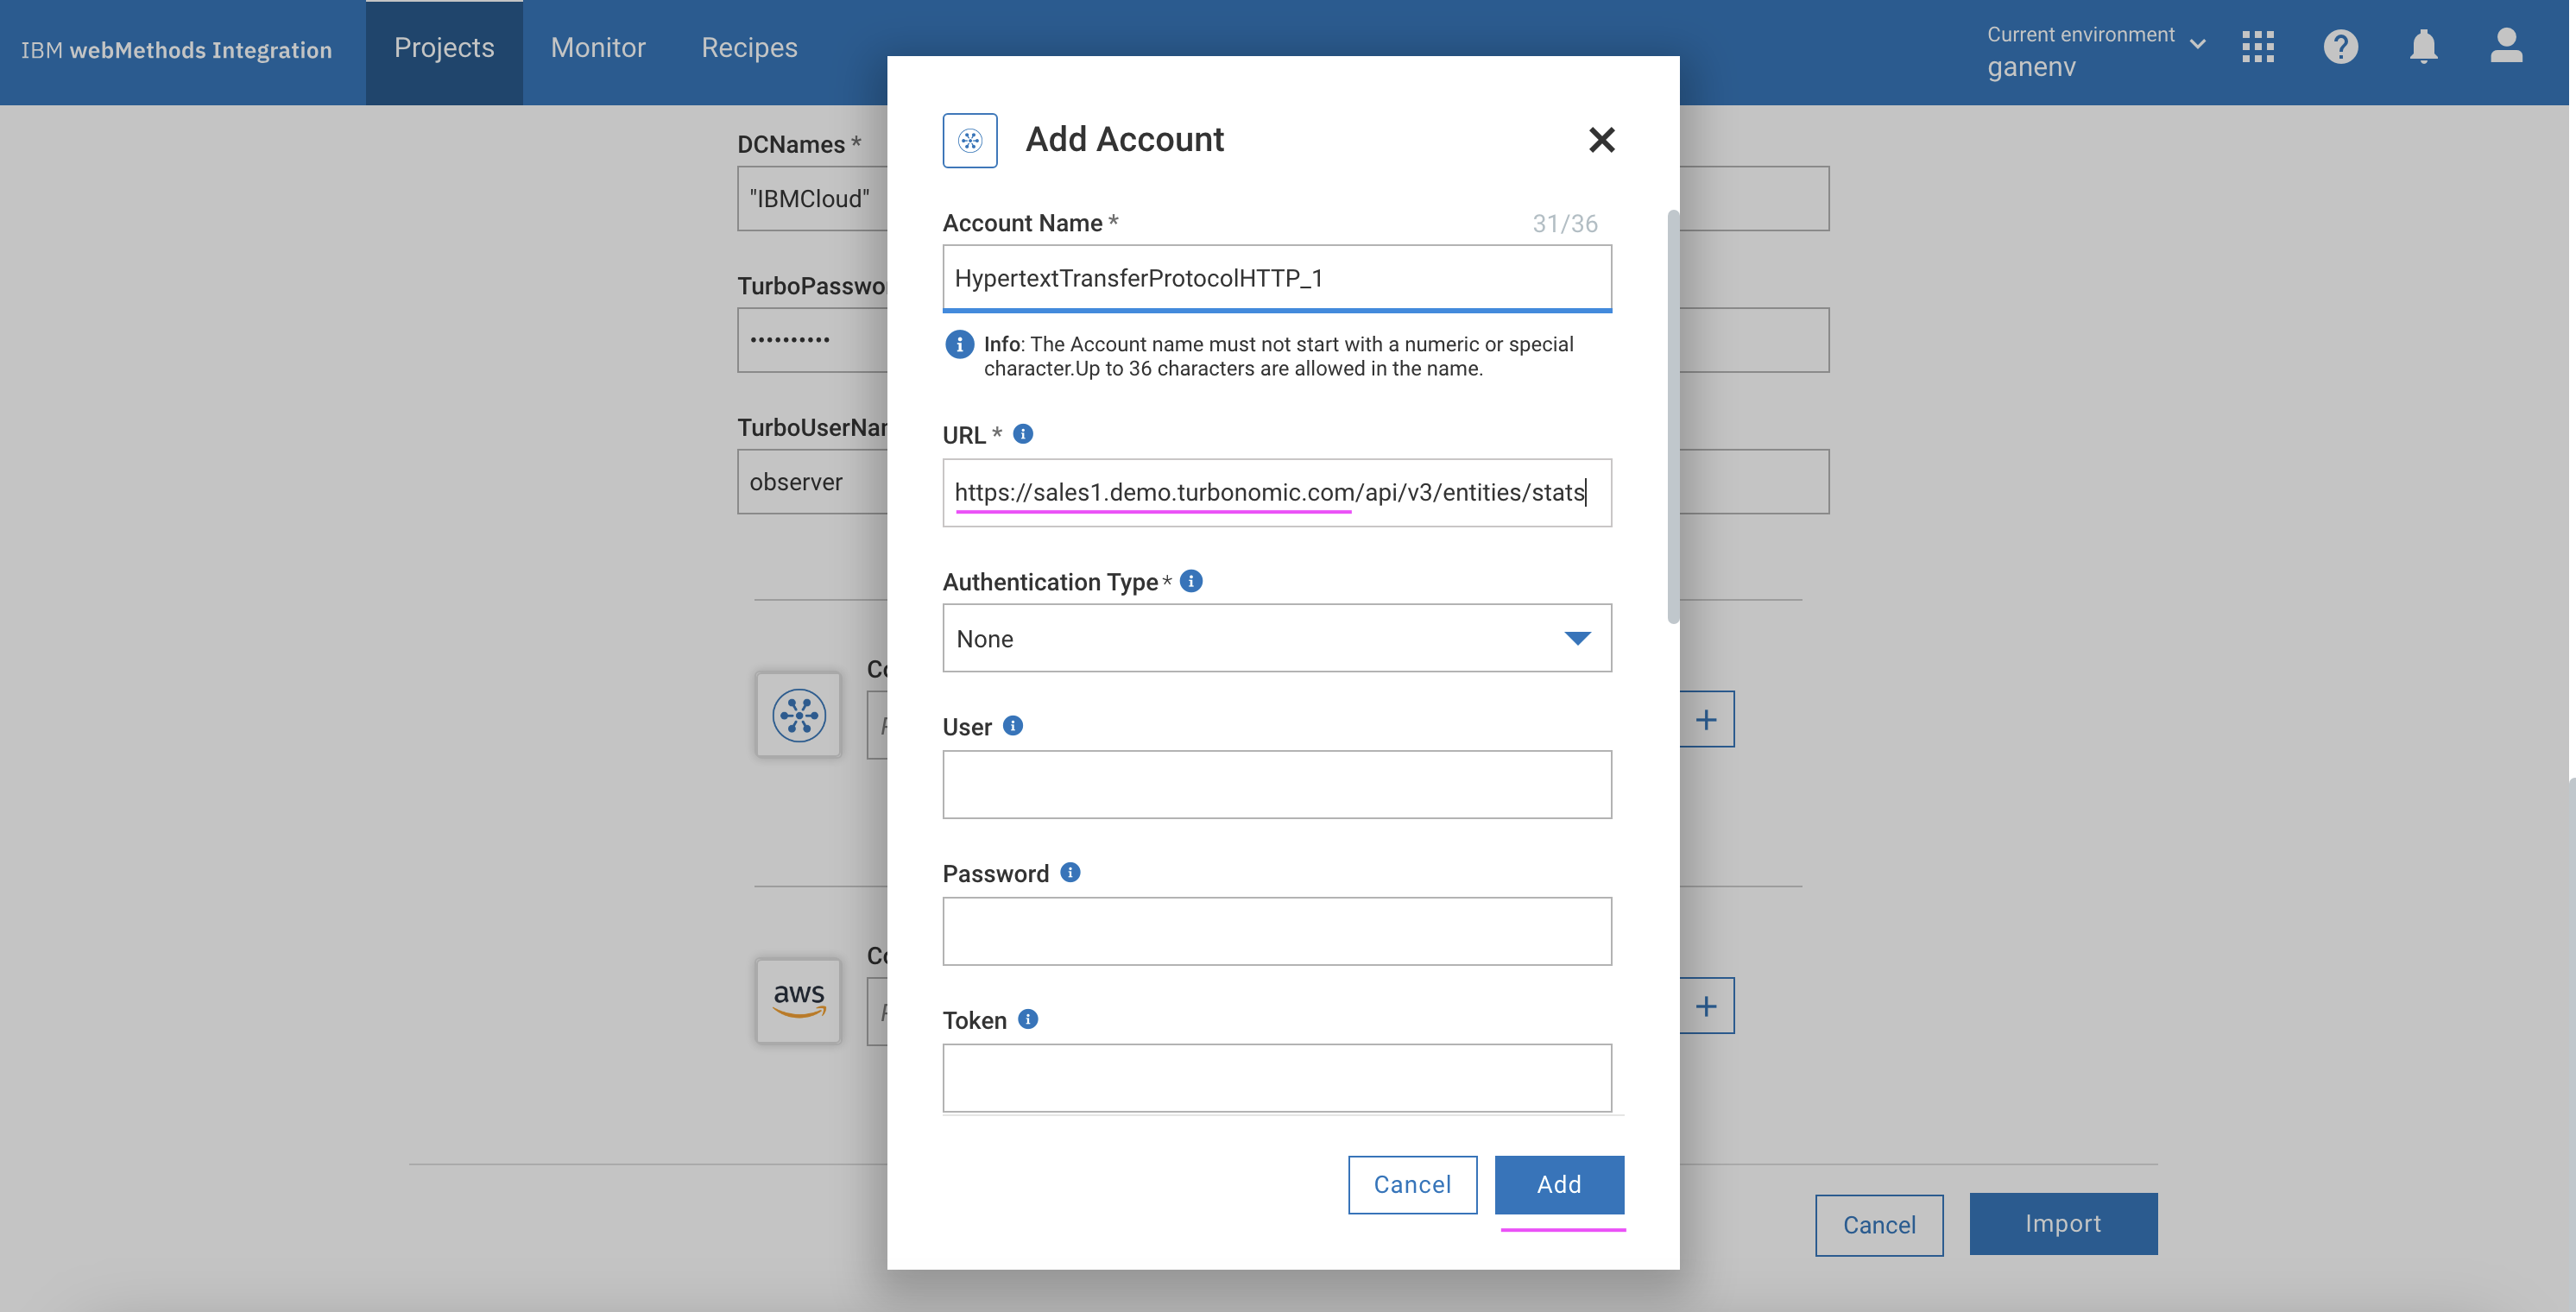 IBM webMethods Integration
Projects
Monitor
Recipes
Current environment
ganenv
DCNames *
"IBMCloud"
TurboPasswo
••••••••••
TurboUserNar
observer
Co
Co
aws
Add Account
Account Name *
31/36
HypertextTransferProtocolHTTP_1
Info: The Account name must not start with a numeric or special
character.Up to 36 characters are allowed in the name.
URL *
https://sales1.demo.turbonomic.com/api/v3/entities/stats
Authentication Type *
None
User
Password
Token
Cancel
Add
Cancel
Import